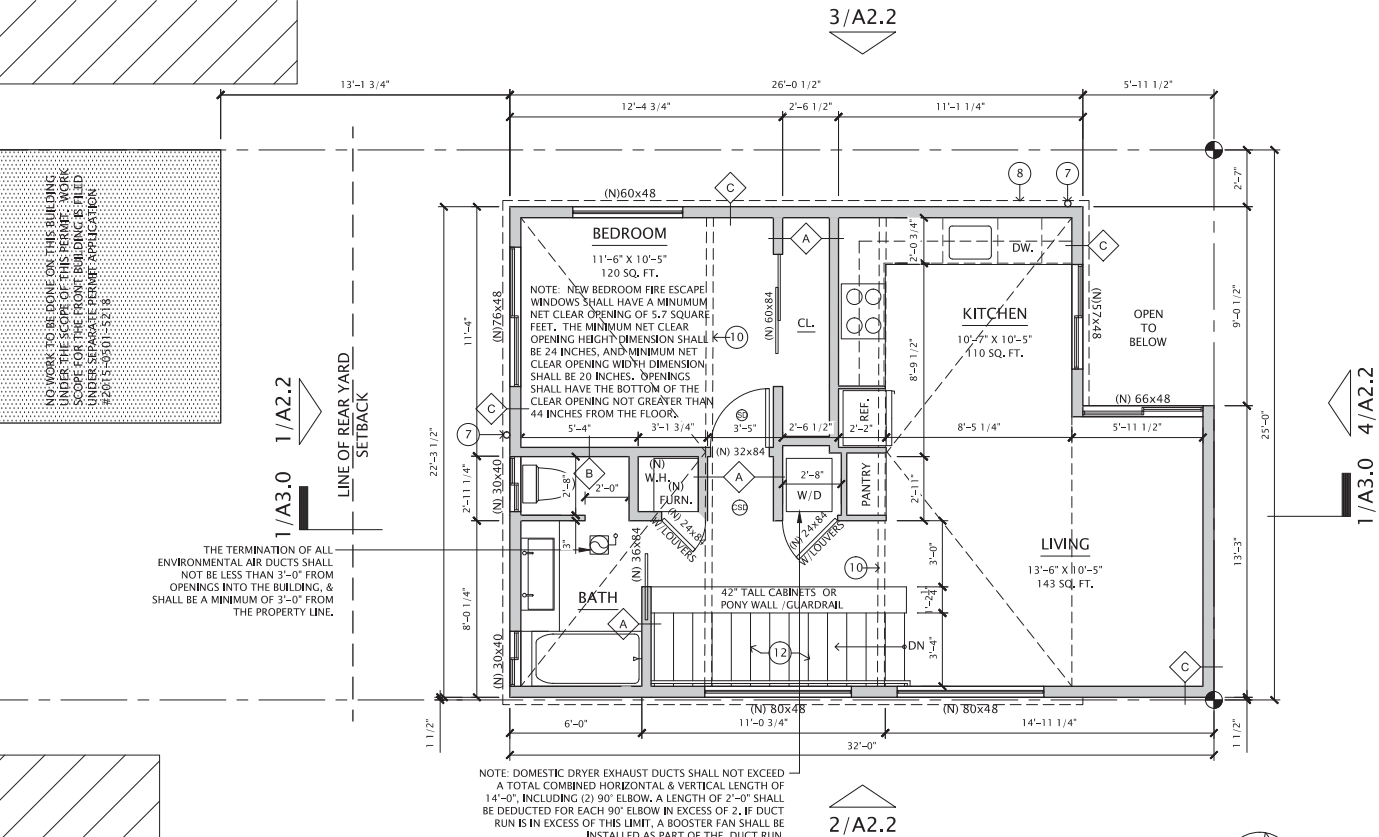 3/A2.2
13'-1 3/4"
26'-0 1/2"
5'-11 1/2"
12'-4 3/4"
2'-6 1/2"
11'-1 1/4"
NO WORK TO BE DONE ON THIS BUILDING
UNDER THE SCOPE OF THIS PERMIT. WORK
SCOPE FOR THE FRONT BUILDING IS FILED
UNDER SEPARATE PERMIT APPLICATION
#2015-0501-5218
(N)60x48
C
8
7
2'-7"
BEDROOM
11'-6" X 10'-5"
120 SQ. FT.
NOTE: NEW BEDROOM FIRE ESCAPE
WINDOWS SHALL HAVE A MINUMUM
NET CLEAR OPENING OF 5.7 SQUARE
FEET. THE MINIMUM NET CLEAR
OPENING HEIGHT DIMENSION SHALL
BE 24 INCHES, AND MINIMUM NET
CLEAR OPENING WIDTH DIMENSION
SHALL BE 20 INCHES. OPENINGS
SHALL HAVE THE BOTTOM OF THE
CLEAR OPENING NOT GREATER THAN
44 INCHES FROM THE FLOOR.
A
2'-0 3/4"
DW.
C
(N)76x48
11'-4"
10
(N) 60x84
CL.
KITCHEN
10'-7" X 10'-5"
110 SQ. FT.
8'-9 1/2"
(N)57x48
OPEN
TO
BELOW
9'-0 1/2"
25'-0"
(N) 66x48
1/A2.2
4/A2.2
LINE OF REAR YARD
SETBACK
C
7
22'-3 1/2"
SD
REF.
5'-4"
3'-1 3/4"
3'-5"
2'-6 1/2"
2'-2"
8'-5 1/4"
5'-11 1/2"
(N) 32x84
1/A3.0
1/A3.0
2'-11 1/4"
(N) 30x40
2'-8"
B
2'-0"
(N)
W.H.
(N)
FURN.
A
CSD
2'-8"
W/D
PANTRY
2'-11"
(N) 24x84
W/LOUVERS
(N) 24x84
W/LOUVERS
3"
(N) 36x84
THE TERMINATION OF ALL
ENVIRONMENTAL AIR DUCTS SHALL
NOT BE LESS THAN 3'-0" FROM
OPENINGS INTO THE BUILDING, &
SHALL BE A MINIMUM OF 3'-0" FROM
THE PROPERTY LINE.
LIVING
13'-6" X 10'-5"
143 SQ. FT.
3'-0"
13'-3"
10
BATH
42" TALL CABINETS OR
PONY WALL /GUARDRAIL
8'-0 1/4"
A
12
DN
3'-4"
C
(N) 30x40
(N) 80x48
(N) 80x48
1 1/2"
6'-0"
11'-0 3/4"
14'-11 1/4"
1 1/2"
32'-0"
NOTE: DOMESTIC DRYER EXHAUST DUCTS SHALL NOT EXCEED
A TOTAL COMBINED HORIZONTAL & VERTICAL LENGTH OF
14'-0", INCLUDING (2) 90° ELBOW. A LENGTH OF 2'-0" SHALL
BE DEDUCTED FOR EACH 90° ELBOW IN EXCESS OF 2. IF DUCT
RUN IS IN EXCESS OF THIS LIMIT, A BOOSTER FAN SHALL BE
INSTALLED AS PART OF THE DUCT RUN.
2/A2.2